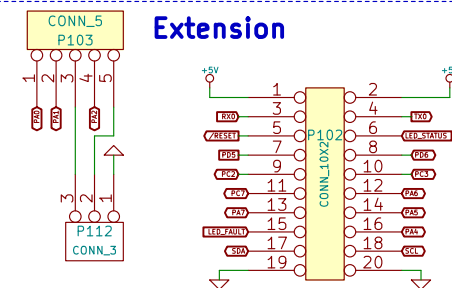 CONN_5
P103
Extension
1
2
3
4
5
PA0
PA1
PA2
3
2
1
P112
CONN_3
+5V
+5
1
2
3
4
RX0
TX0
5
6
/RESET
LED_STATUS
P102
7
8
PD5
PD6
9
10
PC2
PC3
CONN_10X2
11
12
PC7
PA6
13
14
PA7
PA5
15
16
LED_FAULT
PA4
17
18
SDA
SCL
19
20